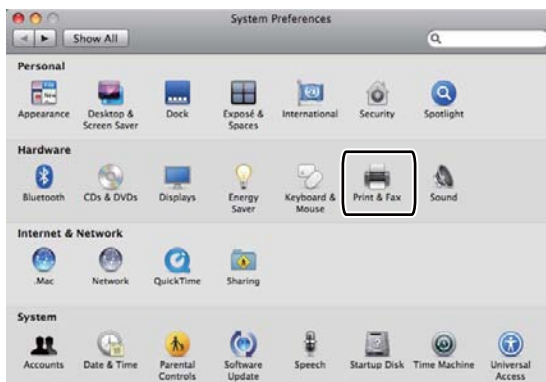 System Preferences
Show All
Personal
Appearance
Desktop &
Screen Saver
Dock
Exposé &
Spaces
International
Security
Spotlight
Hardware
Bluetooth
CDs & DVDs
Displays
Energy
Saver
Keyboard &
Mouse
Print & Fax
Sound
Internet & Network
.Mac
Network
QuickTime
Sharing
System
Accounts
Date & Time
Parental
Controls
Software
Update
Speech
Startup Disk
Time Machine
Universal
Access